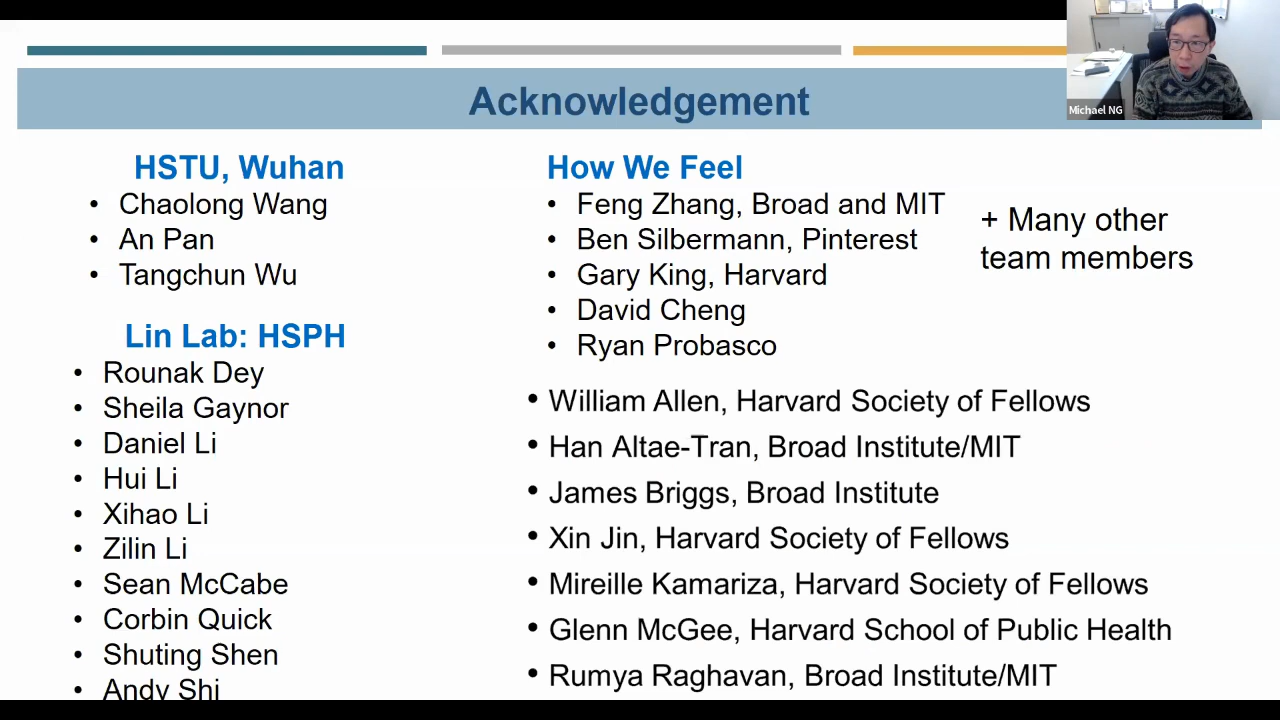 Acknowledgement
Michael NG
HSTU, Wuhan
• Chaolong Wang
• An Pan
• Tangchun Wu
Lin Lab: HSPH
• Rounak Dey
• Sheila Gaynor
• Daniel Li
• Hui Li
• Xihao Li
• Zilin Li
• Sean McCabe
• Corbin Quick
• Shuting Shen
• Andy Shi
How We Feel
• Feng Zhang, Broad and MIT
• Ben Silbermann, Pinterest
• Gary King, Harvard
• David Cheng
• Ryan Probasco
+ Many other
team members
• William Allen, Harvard Society of Fellows
• Han Altae-Tran, Broad Institute/MIT
• James Briggs, Broad Institute
• Xin Jin, Harvard Society of Fellows
• Mireille Kamariza, Harvard Society of Fellows
• Glenn McGee, Harvard School of Public Health
• Rumya Raghavan, Broad Institute/MIT